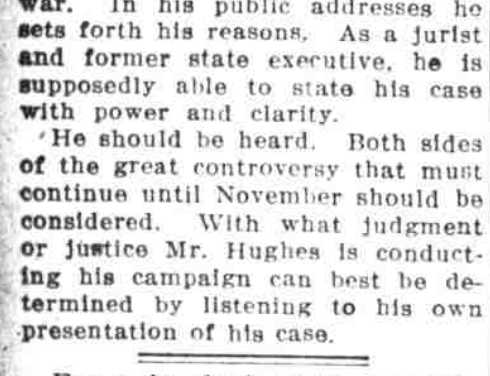 war. In his public addresses he
sets forth his reasons. As a jurist
and former state executive, he is
supposedly able to state his case
with power and clarity.
He should be heard. Both sides
of the great controversy that must
continue until November should be
considered. With what judgment
or justice Mr. Hughes is conduct-
ing his campaign can best be de-
termined by listening to his own
presentation of his case.